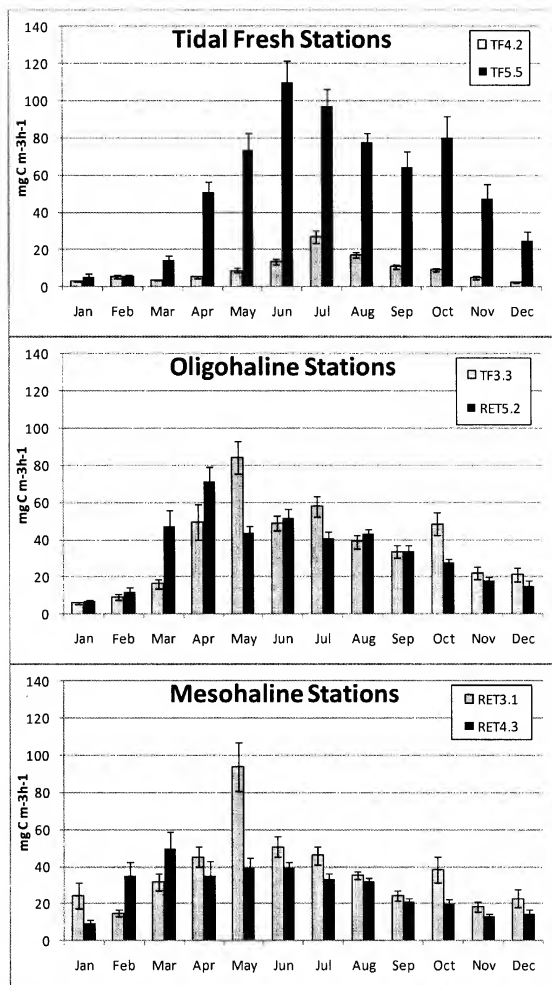 Tidal Fresh Stations
TF4.2
TF5.5
mgC m-3h-1
140
120
100
80
60
40
20
0
Jan Feb Mar Apr May Jun Jul Aug Sep Oct Nov Dec
Oligohaline Stations
TF3.3
RET5.2
mgC m-3h-1
140
120
100
80
60
40
20
0
Jan Feb Mar Apr May Jun Jul Aug Sep Oct Nov Dec
Mesohaline Stations
RET3.1
RET4.3
mgC m-3h-1
140
120
100
80
60
40
20
0
Jan Feb Mar Apr May Jun Jul Aug Sep Oct Nov Dec